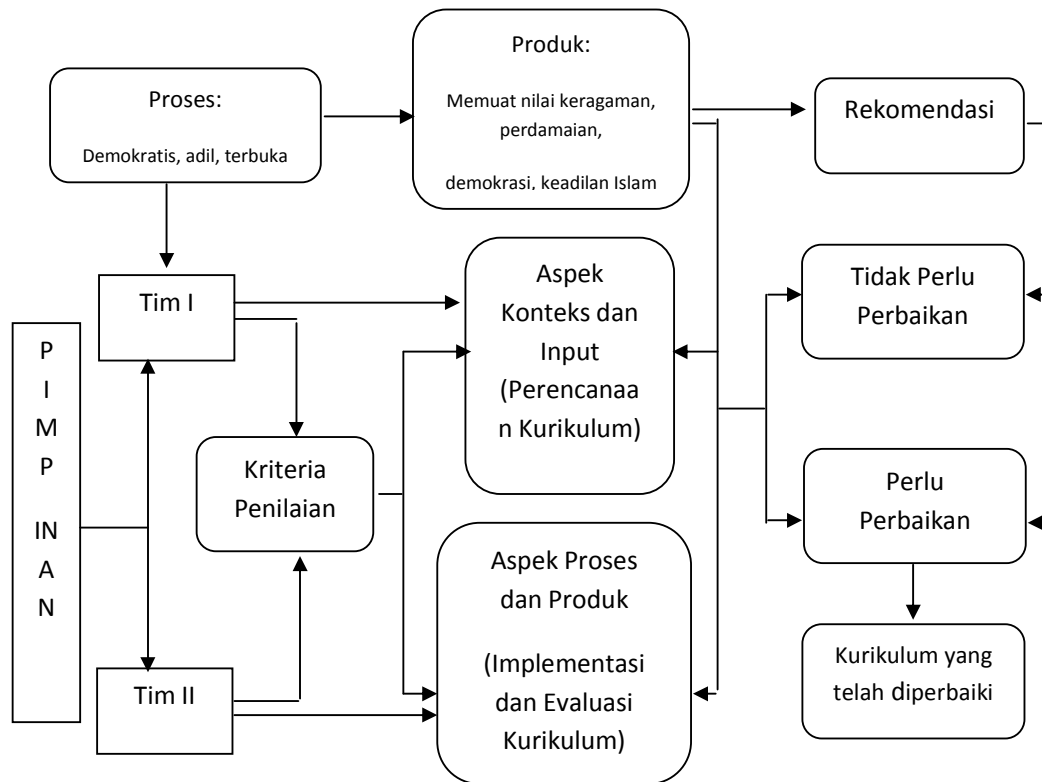 Proses:
Demokratis, adil, terbuka
Produk:
Memuat nilai keragaman,
perdamaian,
demokrasi, keadilan Islam
Rekomendasi
P
I
M
P
IN
A
N
Tim I
Tim II
Kriteria
Penilaian
Aspek
Konteks dan
Input
(Perencanaa
n Kurikulum)
Aspek Proses
dan Produk
(Implementasi
dan Evaluasi
Kurikulum)
Tidak Perlu
Perbaikan
Perlu
Perbaikan
Kurikulum yang
telah diperbaiki